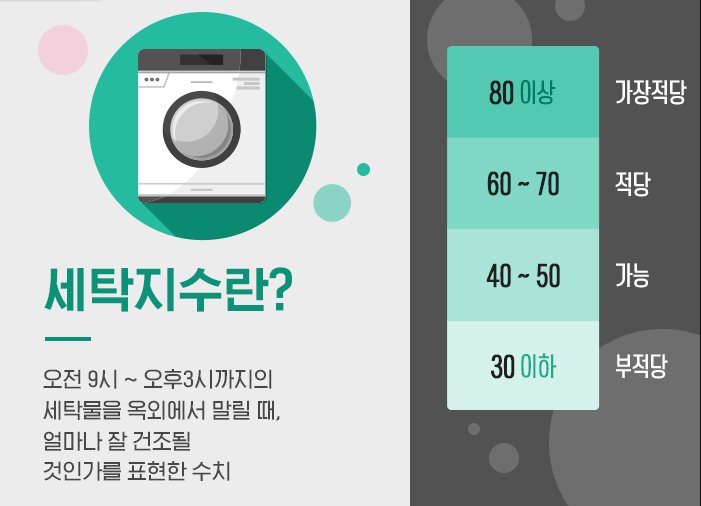 세탁지수란?
오전 9시 ~ 오후3시까지의
세탁물을 옥외에서 말릴 때,
얼마나 잘 건조될
것인가를 표현한 수치
80 이상 가장적당
60 ~ 70 적당
40 ~ 50 가능
30 이하 부적당